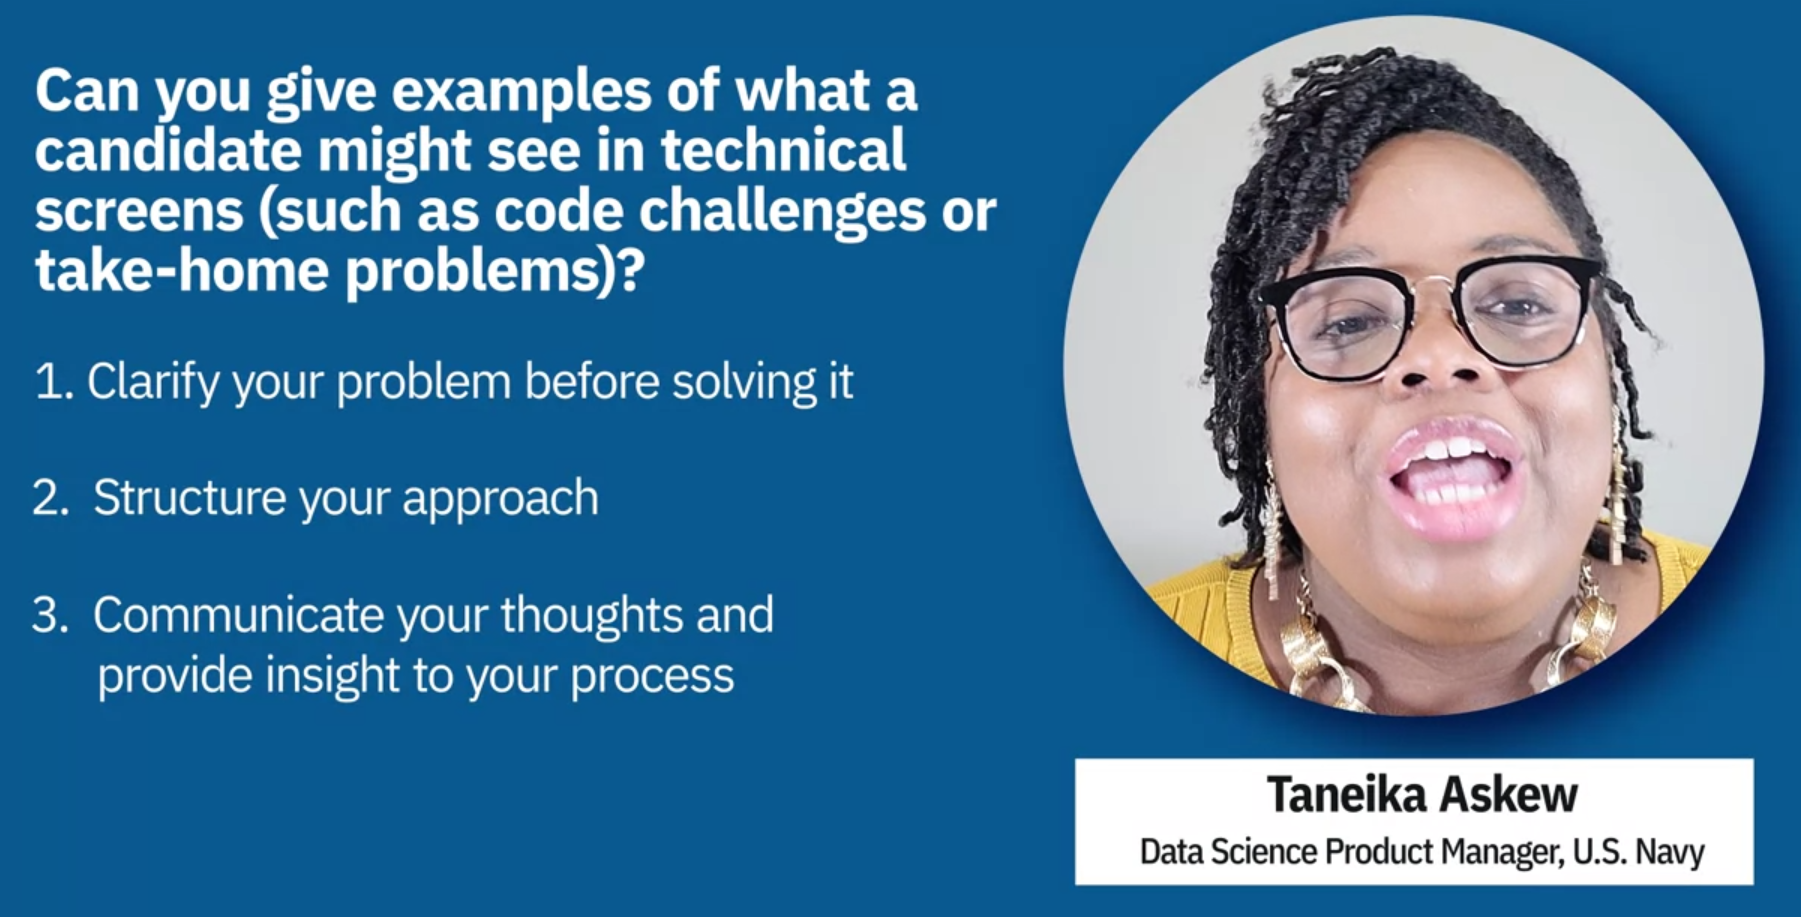 Can you give examples of what a
candidate might see in technical
screens (such as code challenges or
take-home problems)?
1. Clarify your problem before solving it
2. Structure your approach
3. Communicate your thoughts and
provide insight to your process
Taneika Askew
Data Science Product Manager, U.S. Navy